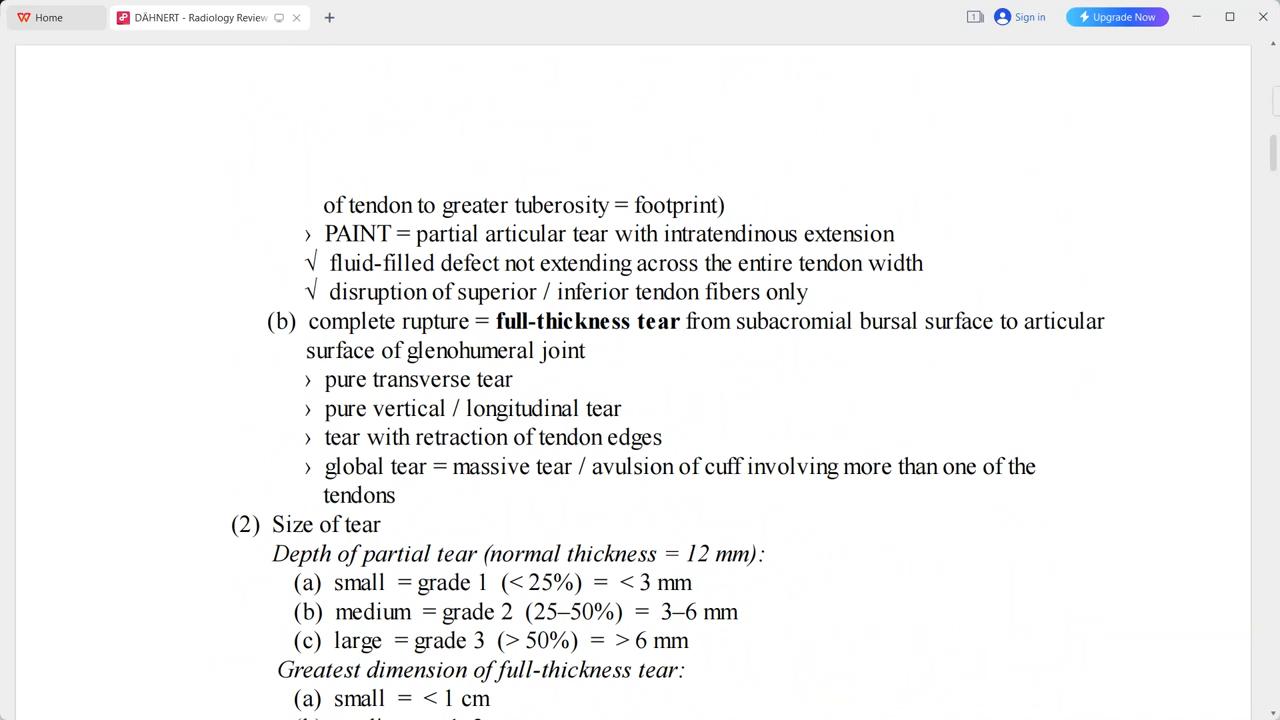 Home
DÄHNERT - Radiology Review
1
Sign in
Upgrade Now
of tendon to greater tuberosity = footprint)
› PAINT = partial articular tear with intratendinous extension
√ fluid-filled defect not extending across the entire tendon width
√ disruption of superior / inferior tendon fibers only
(b) complete rupture = full-thickness tear from subacromial bursal surface to articular
surface of glenohumeral joint
› pure transverse tear
› pure vertical / longitudinal tear
› tear with retraction of tendon edges
› global tear = massive tear / avulsion of cuff involving more than one of the
tendons
(2) Size of tear
Depth of partial tear (normal thickness = 12 mm):
(a) small = grade 1 (< 25%) = < 3 mm
(b) medium = grade 2 (25–50%) = 3–6 mm
(c) large = grade 3 (> 50%) = > 6 mm
Greatest dimension of full-thickness tear:
(a) small = < 1 cm